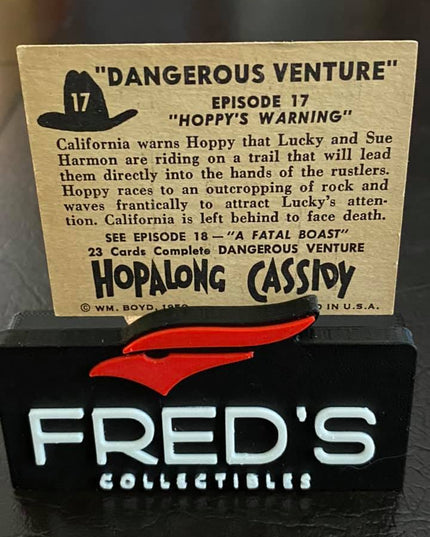 17
"DANGEROUS VENTURE"
EPISODE 17
"HOPPY'S WARNING"
California warns Hoppy that Lucky and Sue
Harmon are riding on a trail that will lead
them directly into the hands of the rustlers.
Hoppy races to an outcropping of rock and
waves frantically to attract Lucky's atten-
tion. California is left behind to face death.
SEE EPISODE 18 — "A FATAL BOAST"
23 Cards Complete DANGEROUS VENTURE
HOPALONG CASSIDY
© WM. BOYD, IN U.S.A.
FRED'S
COLLECTIBLES